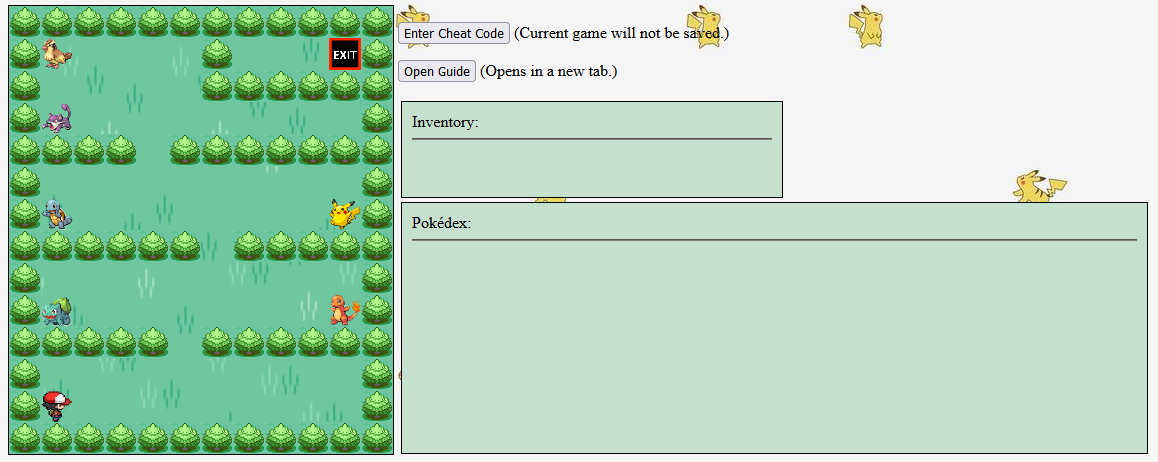 Enter Cheat Code (Current game will not be saved.)
EXIT
Open Guide (Opens in a new tab.)
Inventory:
Pokédex: